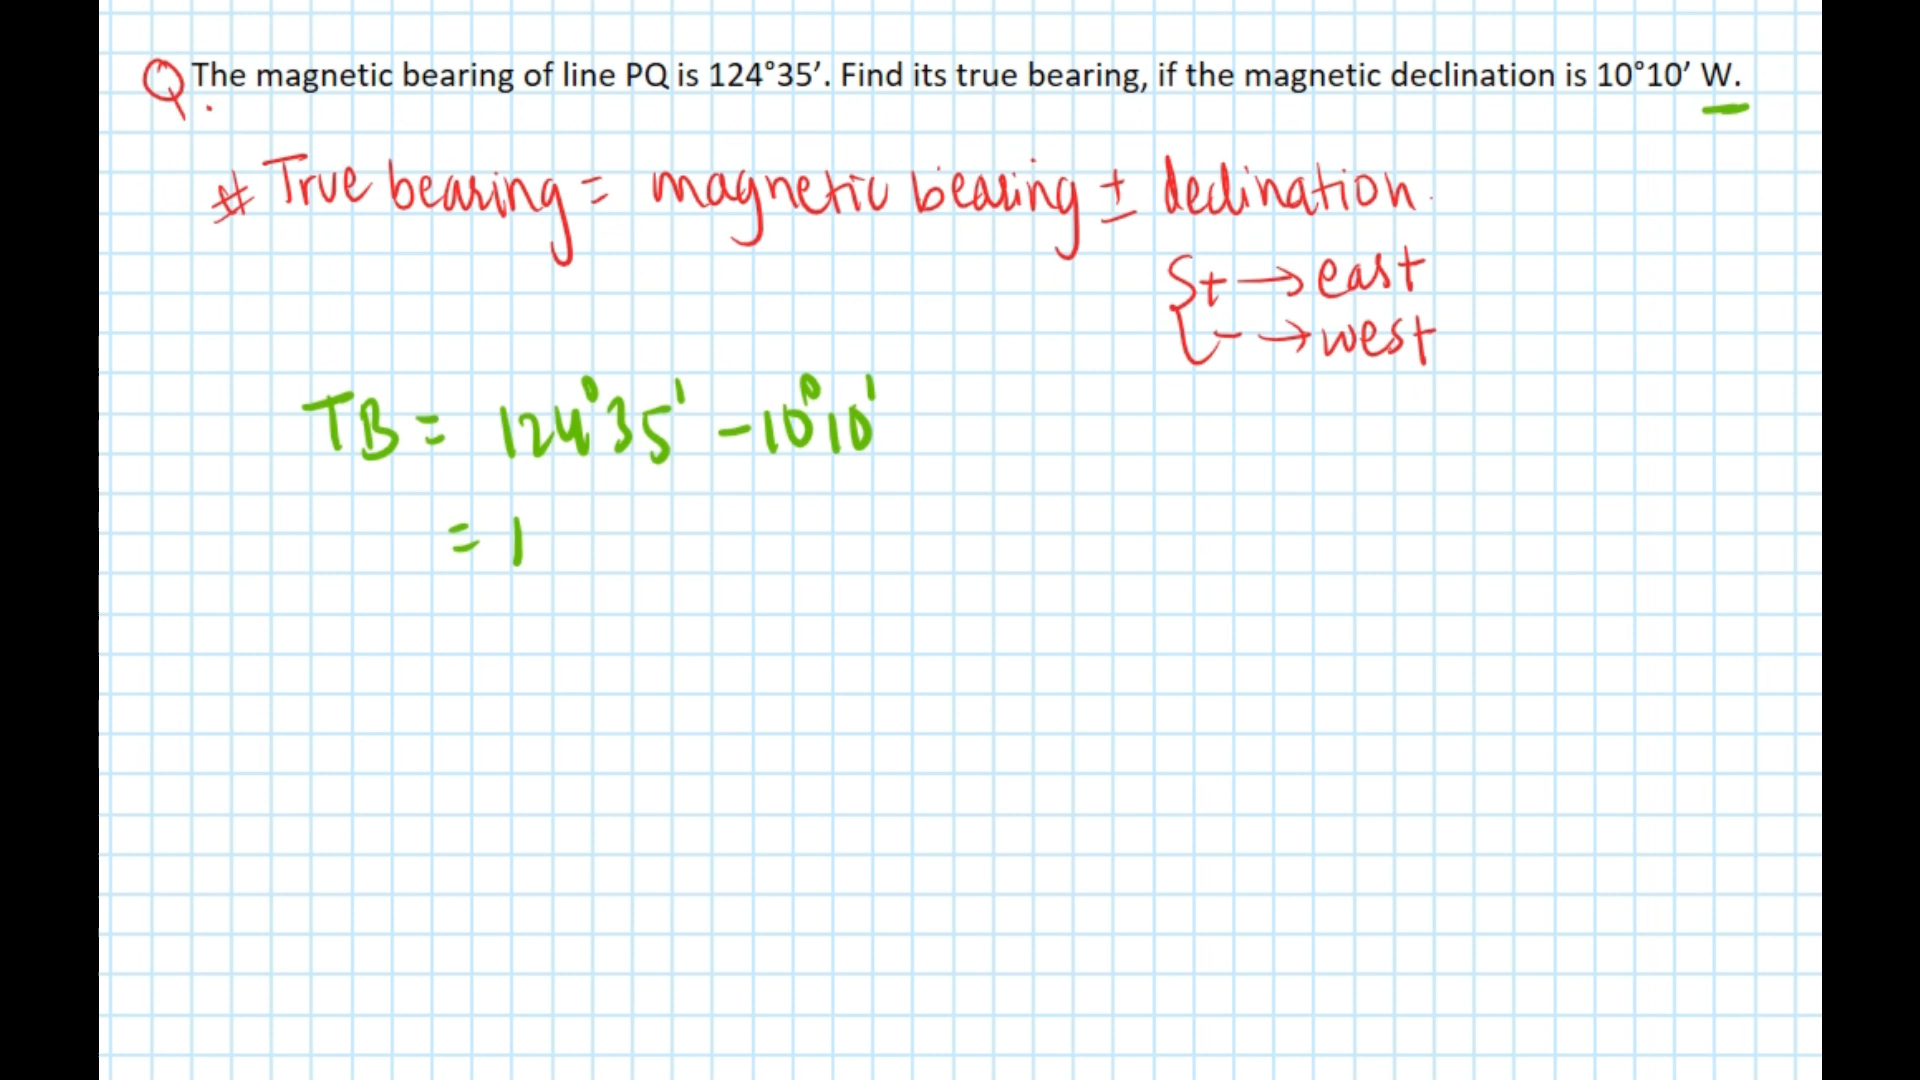 Q. The magnetic bearing of line PQ is 124°35′. Find its true bearing, if the magnetic declination is 10°10′ W.
# True bearing = magnetic bearing ± declination.
{ + → east
- → west
TB = 124°35' - 10°10'
= 1